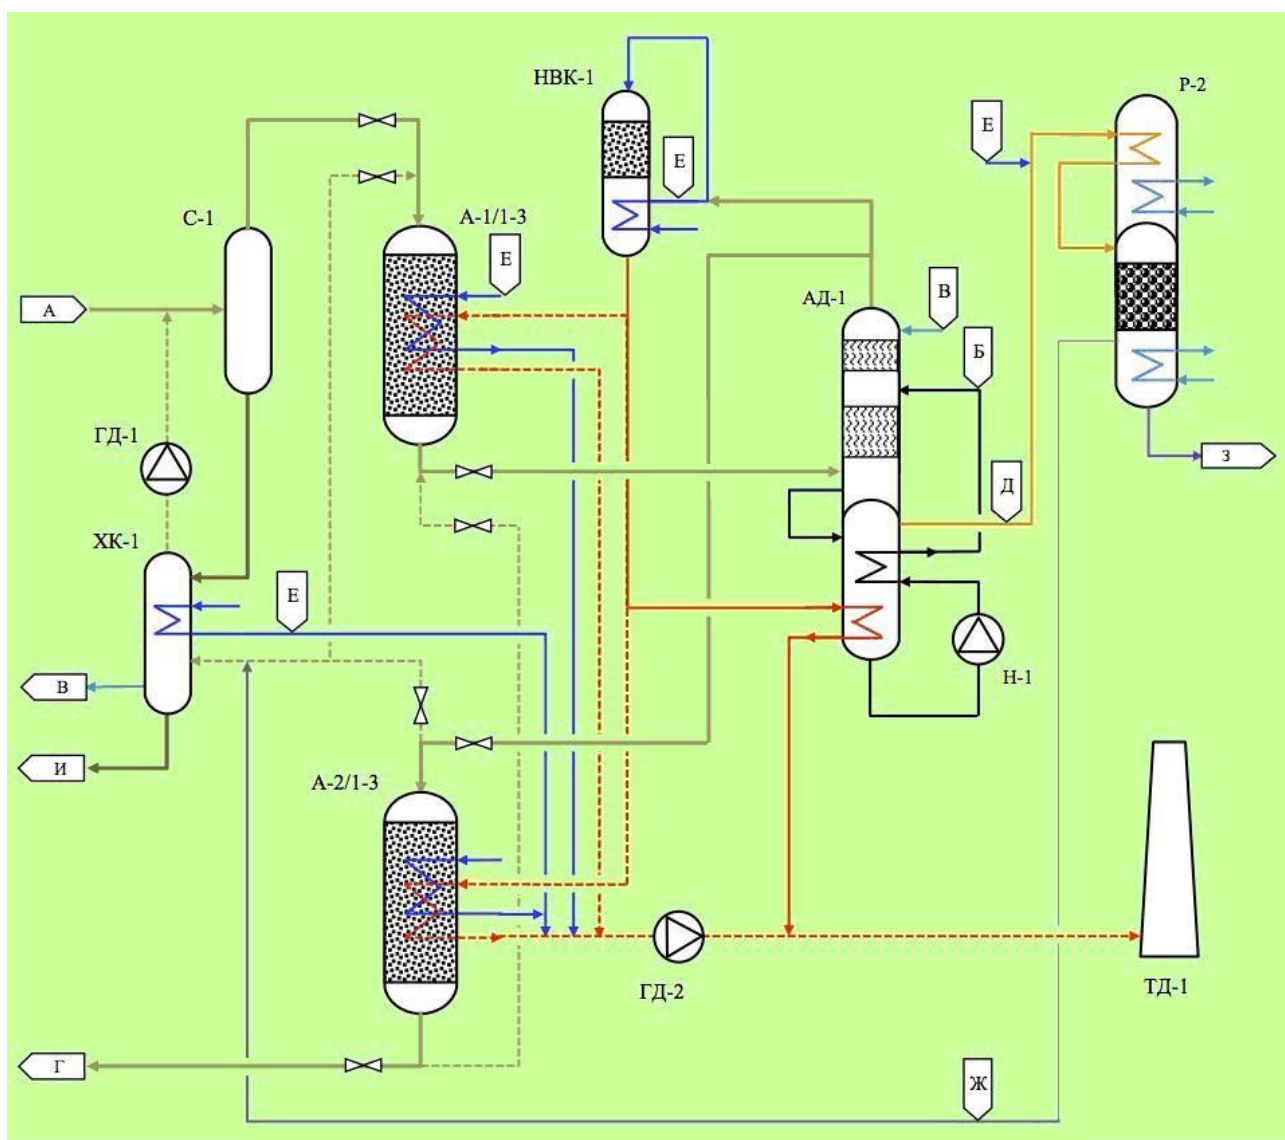 НВК-1
Р-2
Е
Е
С-1
А-1/1-3
Е
А
АД-1
В
Б
ГД-1
З
Д
ХК-1
Е
Н-1
В
И
А-2/1-3
ГД-2
ТД-1
Г
Ж